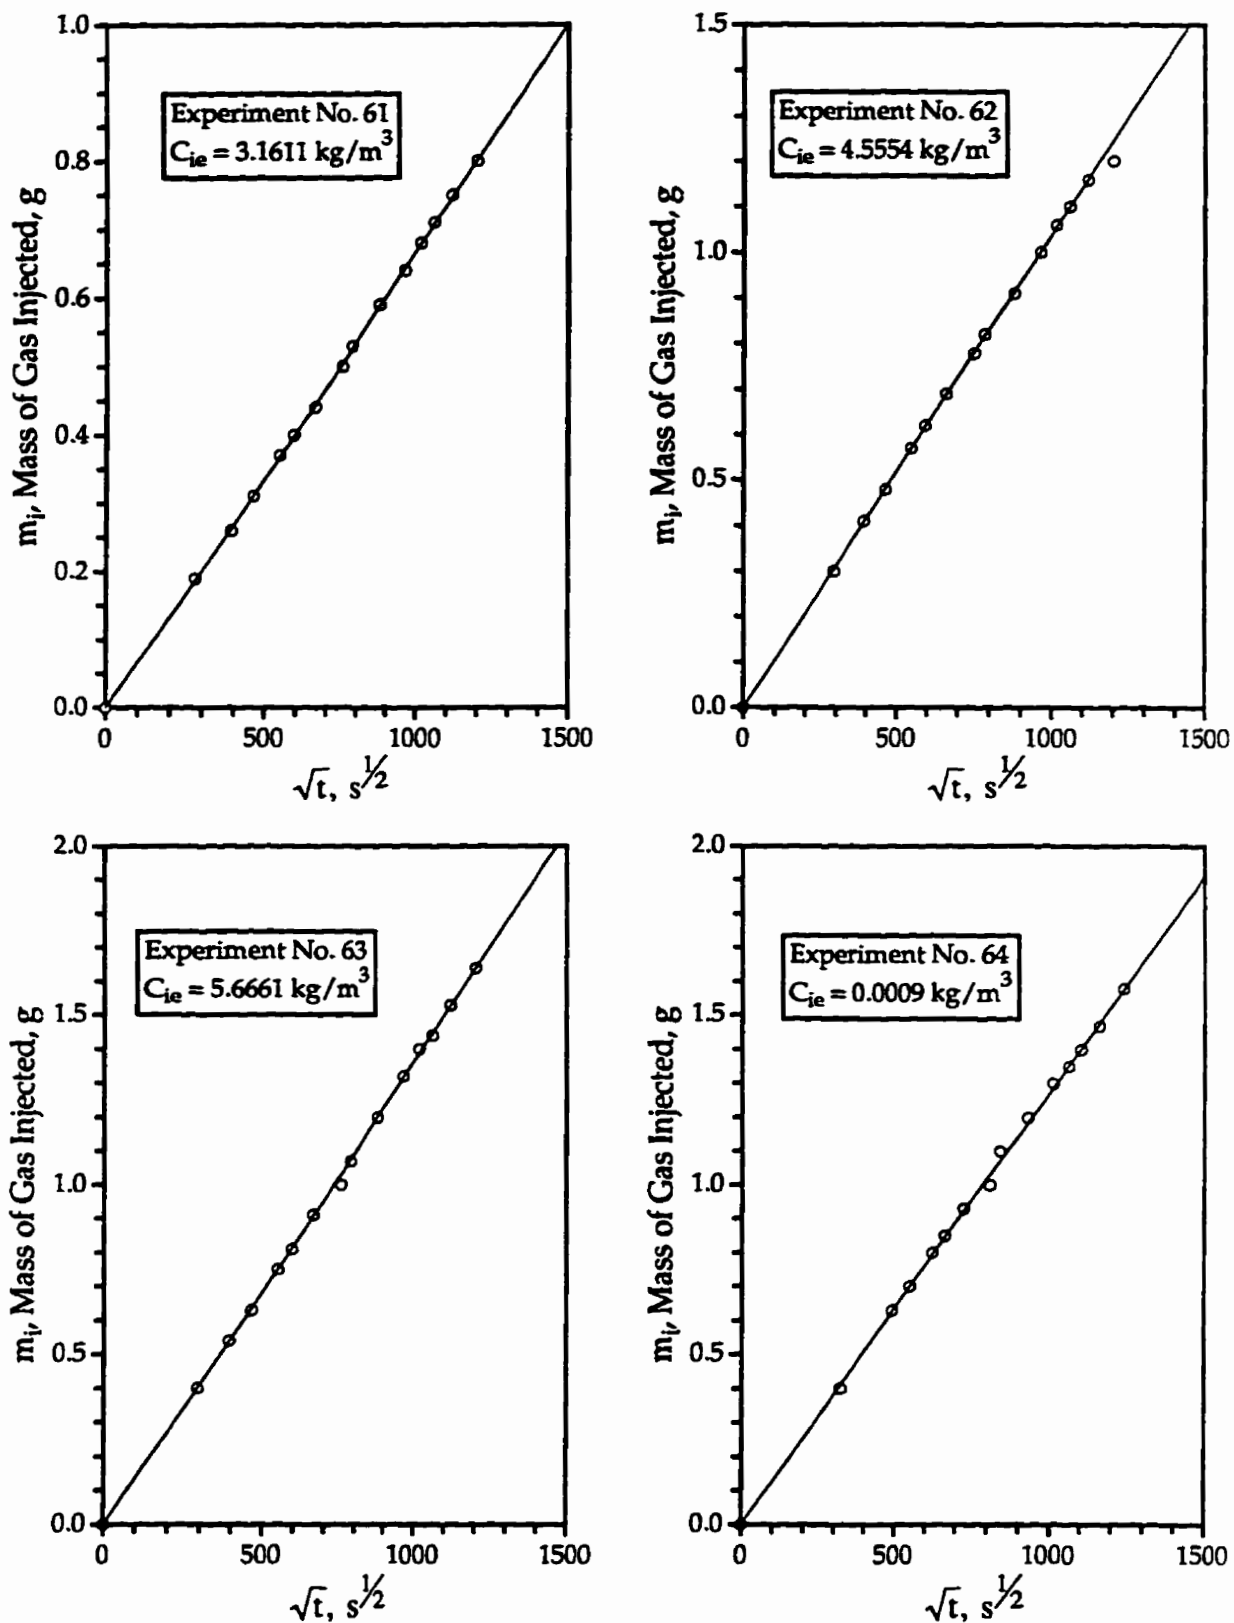 1.0
0.8
0.6
0.4
0.2
0.0
m_i, Mass of Gas Injected, g
Experiment No. 61
C_ie = 3.1611 kg/m³
0 500 1000 1500
√t, s^1/2
1.5
1.0
0.5
0.0
m_i, Mass of Gas Injected, g
Experiment No. 62
C_ie = 4.5554 kg/m³
0 500 1000 1500
√t, s^1/2
2.0
1.5
1.0
0.5
0.0
m_i, Mass of Gas Injected, g
Experiment No. 63
C_ie = 5.6661 kg/m³
0 500 1000 1500
√t, s^1/2
2.0
1.5
1.0
0.5
0.0
m_i, Mass of Gas Injected, g
Experiment No. 64
C_ie = 0.0009 kg/m³
0 500 1000 1500
√t, s^1/2